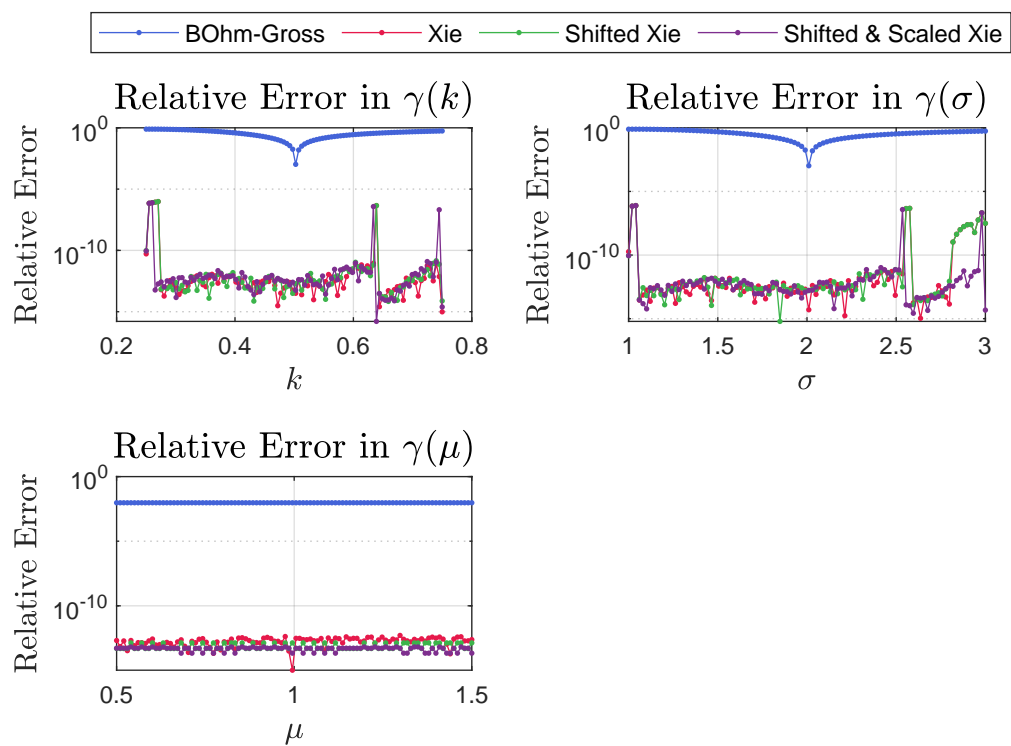 BOhm-Gross Xie Shifted Xie Shifted & Scaled Xie
Relative Error in γ(k)
Relative Error
10^0
10^-10
0.2 0.4 0.6 0.8
k
Relative Error in γ(σ)
Relative Error
10^0
10^-10
1 1.5 2 2.5 3
σ
Relative Error in γ(μ)
Relative Error
10^0
10^-10
0.5 1 1.5
μ